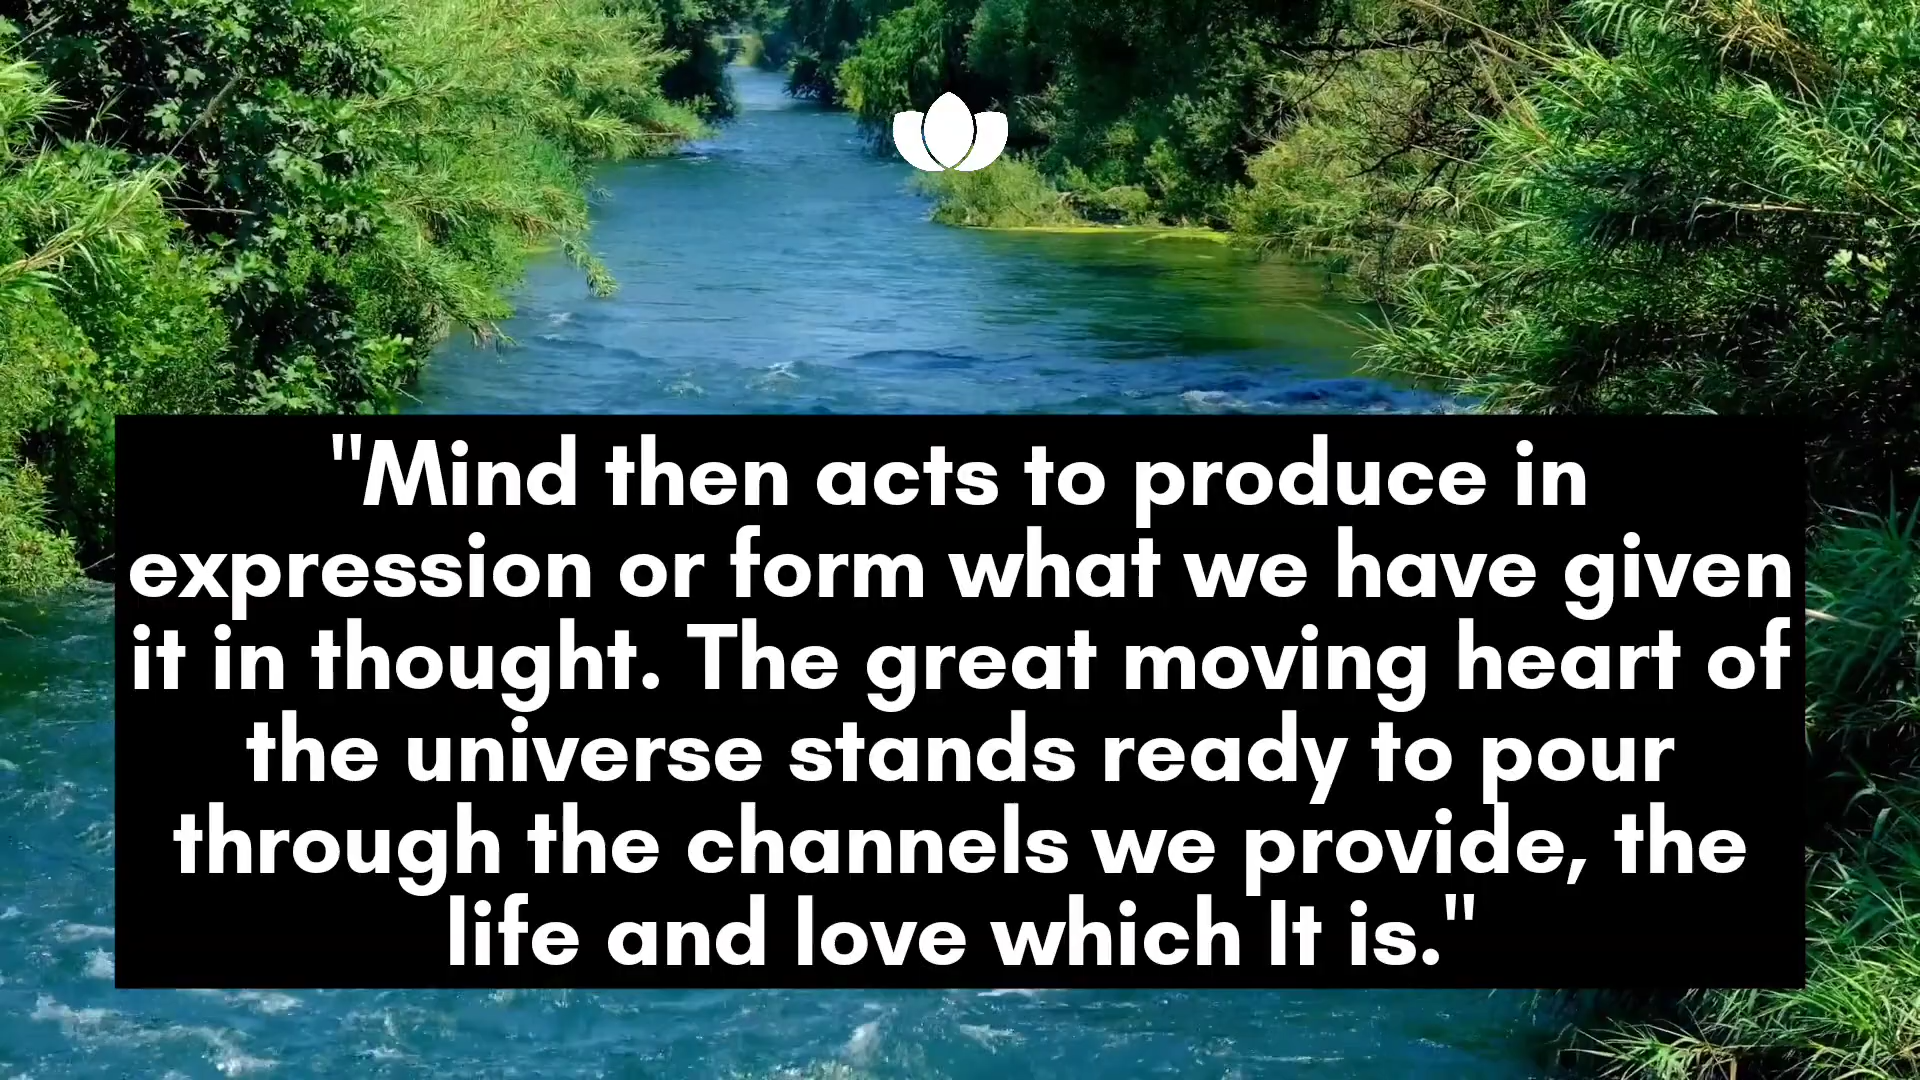 "Mind then acts to produce in
expression or form what we have given
it in thought. The great moving heart of
the universe stands ready to pour
through the channels we provide, the
life and love which It is."